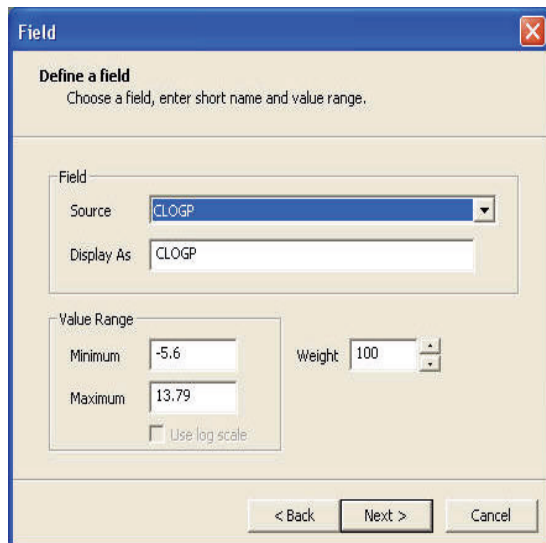 Field
Define a field
Choose a field, enter short name and value range.
Field
Source CLOGP
Display As CLOGP
Value Range
Minimum -5.6
Weight 100
Maximum 13.79
Use log scale
< Back Next > Cancel